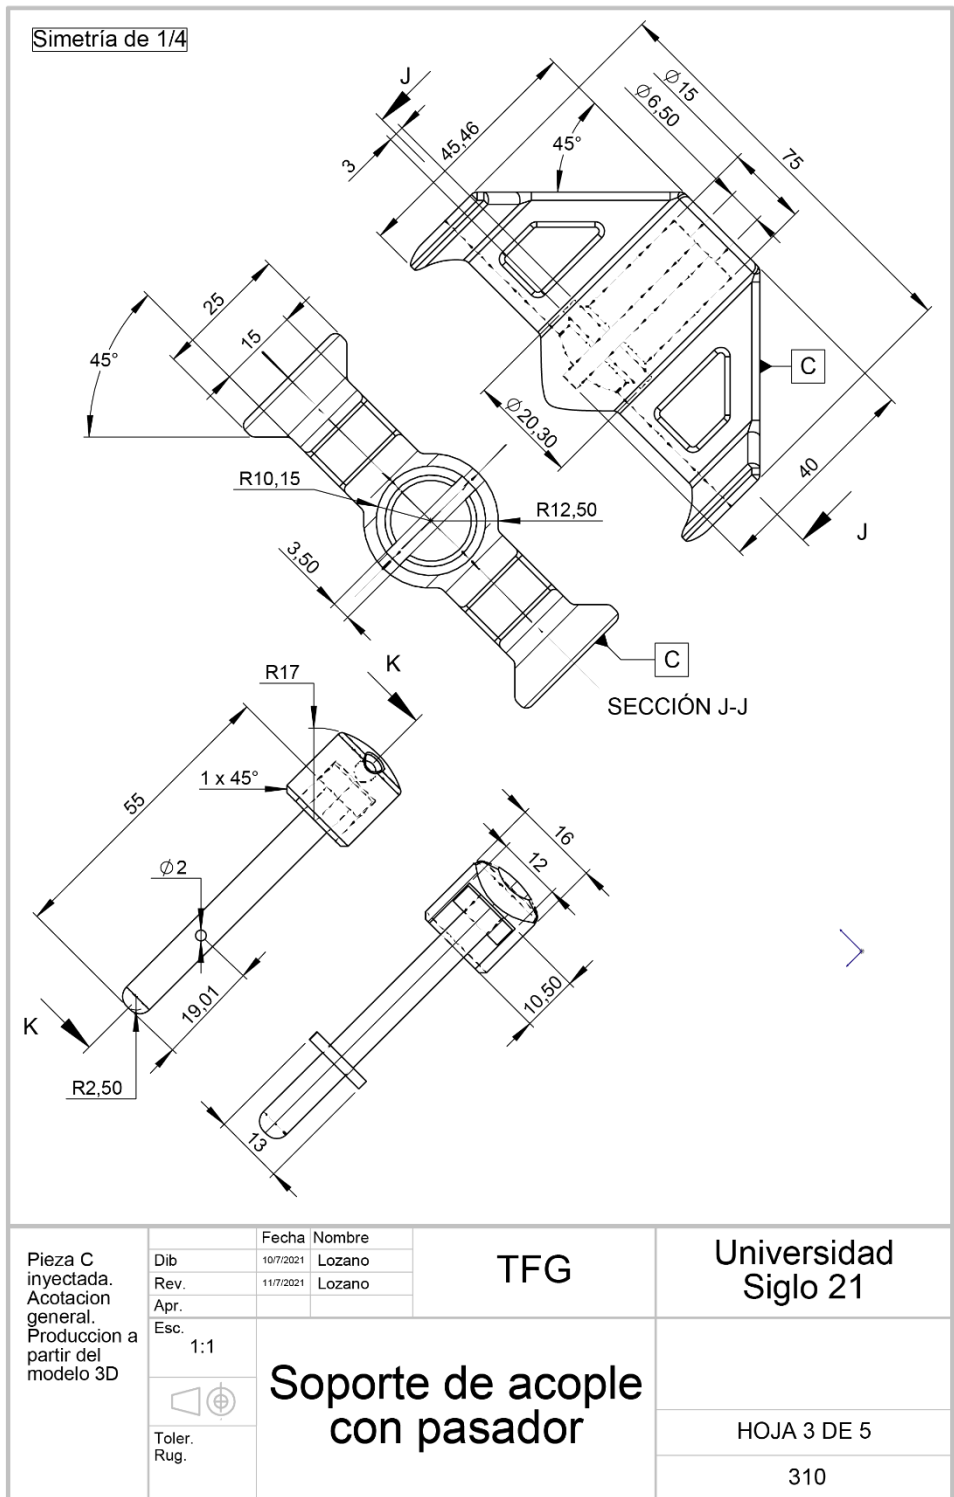 Simetría de 1/4
J
3
45,46
45°
Ø15
Ø6,50
75
25
15
45°
C
Ø20,30
40
R10,15
R12,50
J
3,50
C
K
SECCIÓN J-J
R17
1 x 45°
55
16
12
Ø2
19,01
10,50
K
R2,50
13
Pieza C
inyectada.
Acotacion
general.
Produccion a
partir del
modelo 3D
Fecha Nombre
Dib 10/7/2021 Lozano
Rev. 11/7/2021 Lozano
Apr.
TFG
Universidad
Siglo 21
Esc.
1:1
Toler.
Rug.
Soporte de acople
con pasador
HOJA 3 DE 5
310